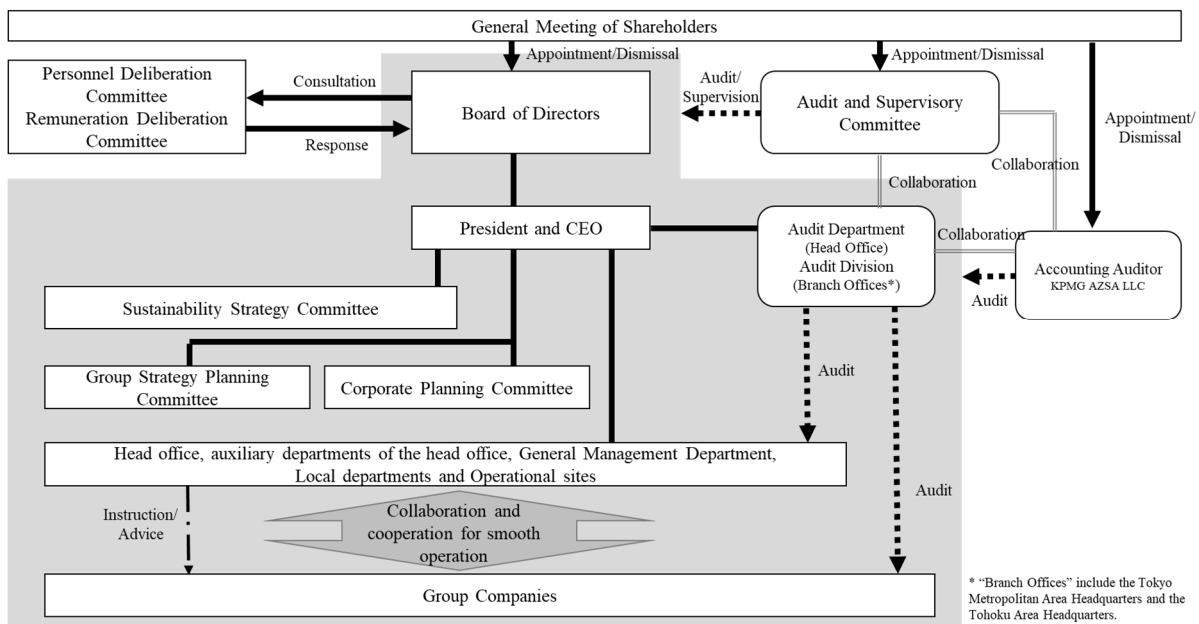 General Meeting of Shareholders
Appointment/Dismissal
Appointment/Dismissal
Personnel Deliberation
Committee
Remuneration Deliberation
Committee
Consultation
Response
Board of Directors
Audit/
Supervision
Audit and Supervisory
Committee
Appointment/
Dismissal
Collaboration
Collaboration
President and CEO
Audit Department
(Head Office)
Audit Division
(Branch Offices*)
Collaboration
Accounting Auditor
KPMG AZSA LLC
Audit
Sustainability Strategy Committee
Group Strategy Planning
Committee
Corporate Planning Committee
Audit
Head office, auxiliary departments of the head office, General Management Department,
Local departments and Operational sites
Audit
Instruction/
Advice
Collaboration and
cooperation for smooth
operation
Group Companies
* “Branch Offices” include the Tokyo
Metropolitan Area Headquarters and the
Tohoku Area Headquarters.